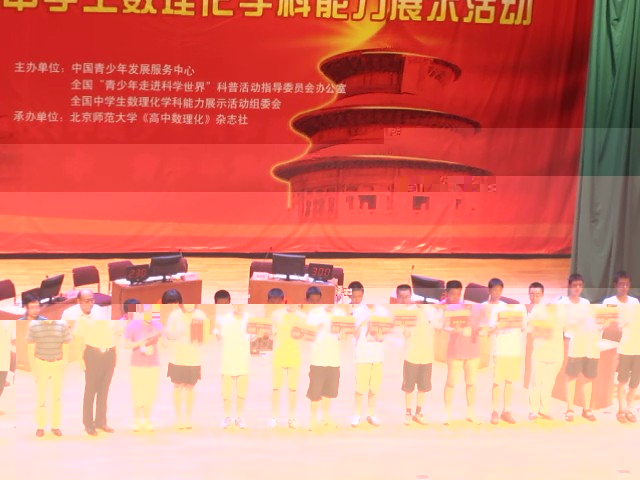 中学生数理化学科能力展示活动
主办单位：中国青少年发展服务中心
全国“青少年走进科学世界”科普活动指导委员会办公室
全国中学生数理化学科能力展示活动组委会
承办单位：北京师范大学《高中数理化》杂志社
230
300